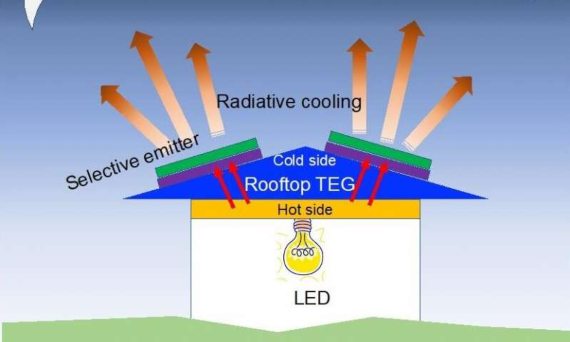 Radiative cooling
Selective emitter
Cold side
Rooftop TEG
Hot side
LED